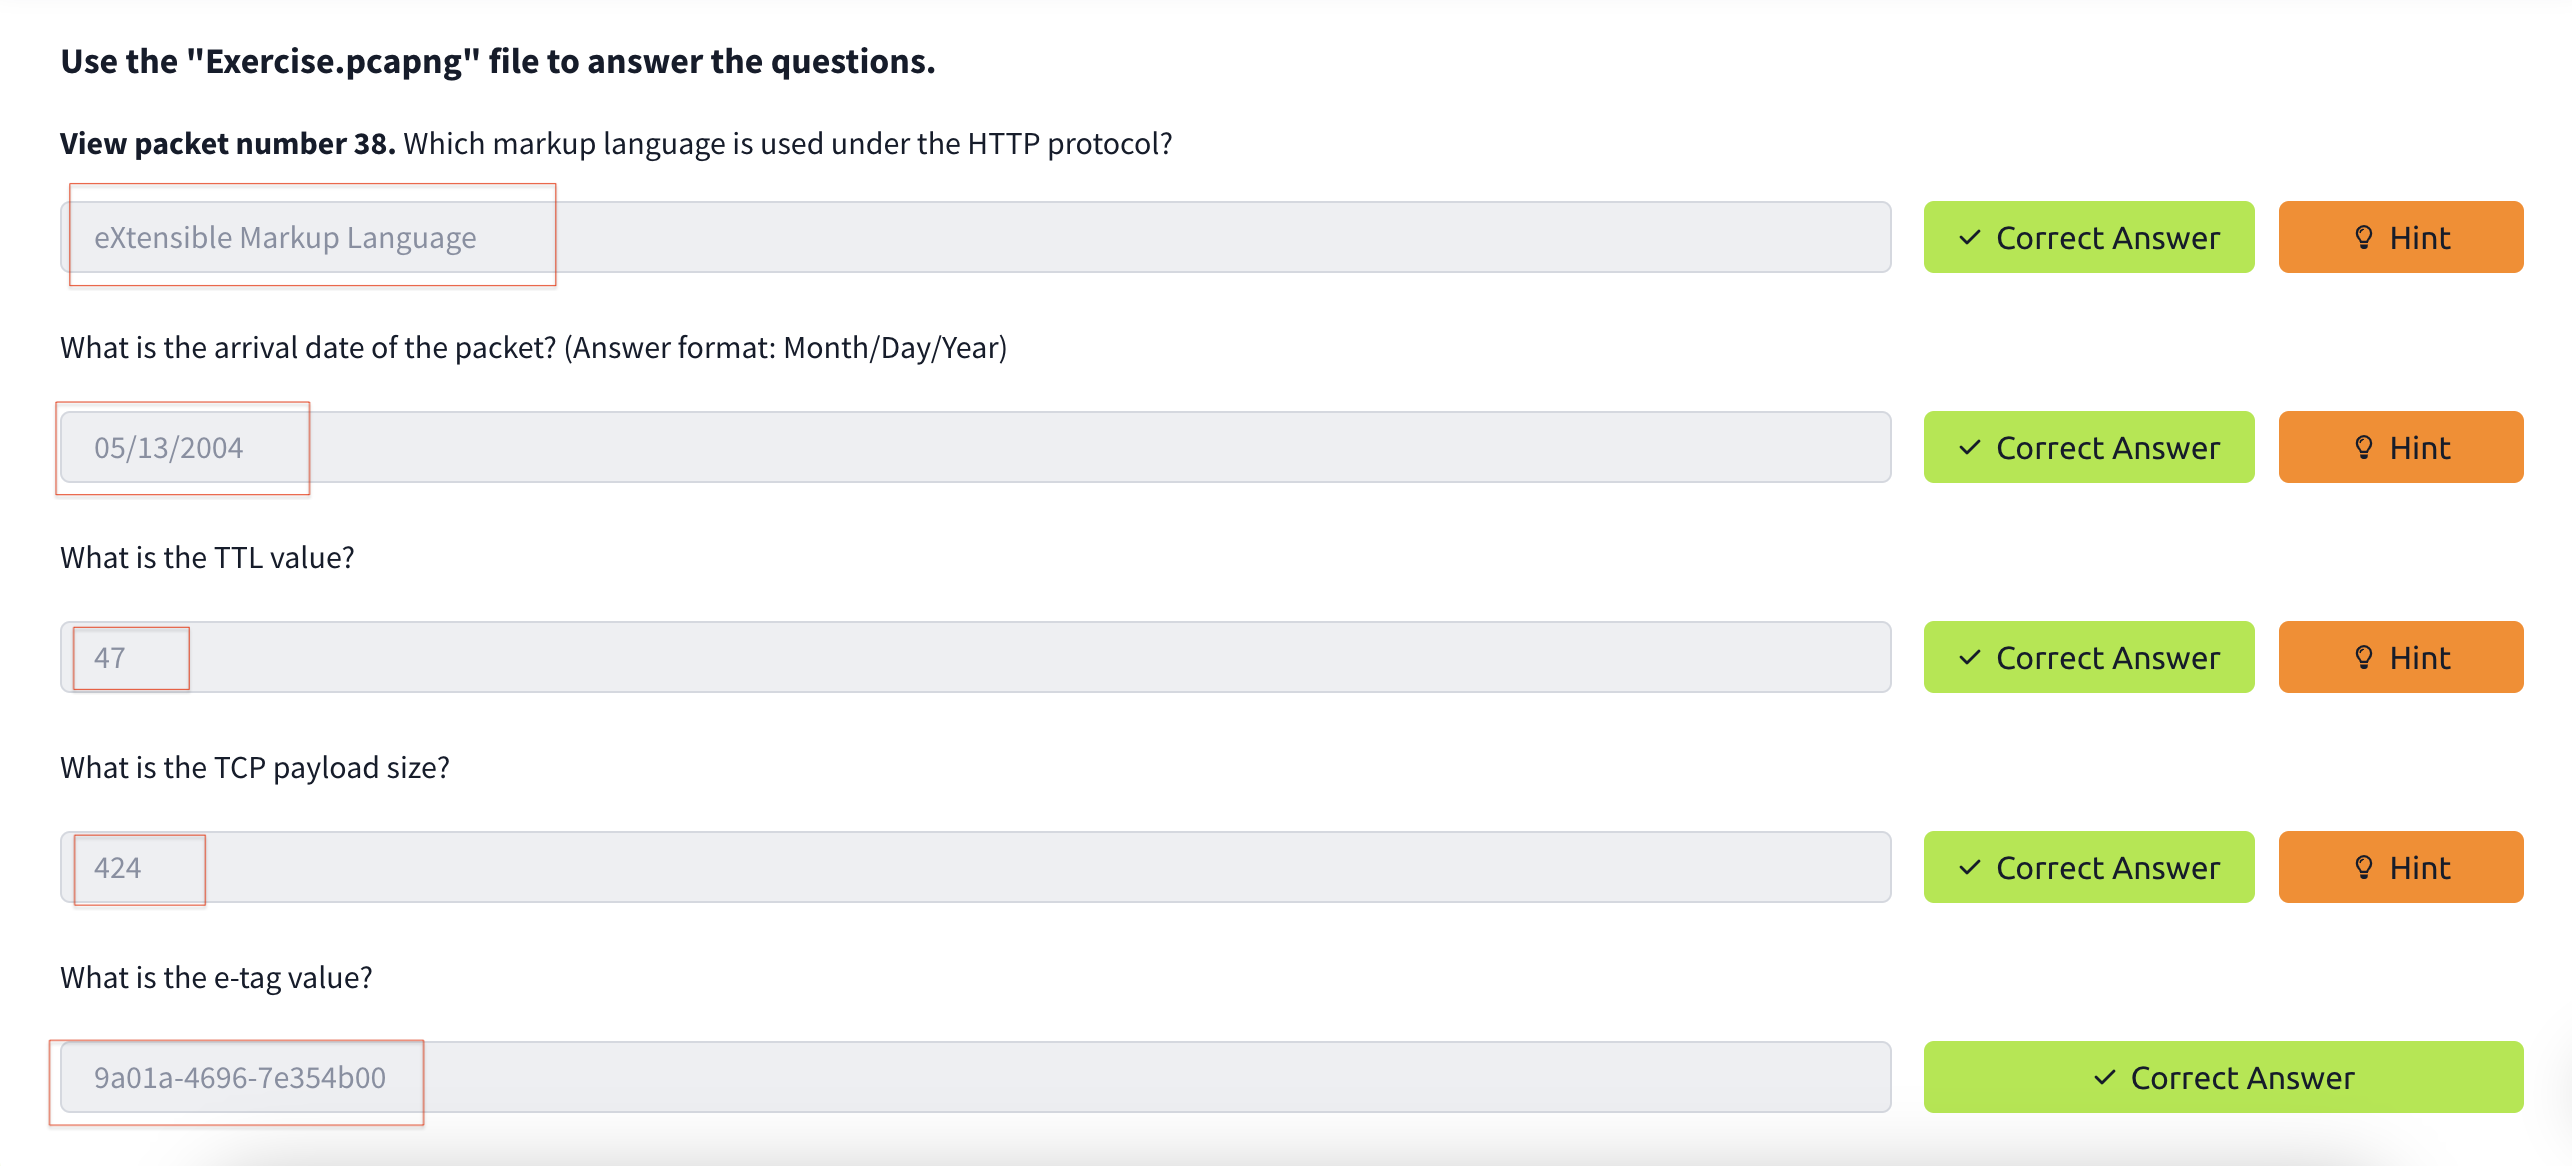 Use the "Exercise.pcapng" file to answer the questions.
View packet number 38. Which markup language is used under the HTTP protocol?
eXtensible Markup Language
Correct Answer
Hint
What is the arrival date of the packet? (Answer format: Month/Day/Year)
05/13/2004
Correct Answer
Hint
What is the TTL value?
47
Correct Answer
Hint
What is the TCP payload size?
424
Correct Answer
Hint
What is the e-tag value?
9a01a-4696-7e354b00
Correct Answer